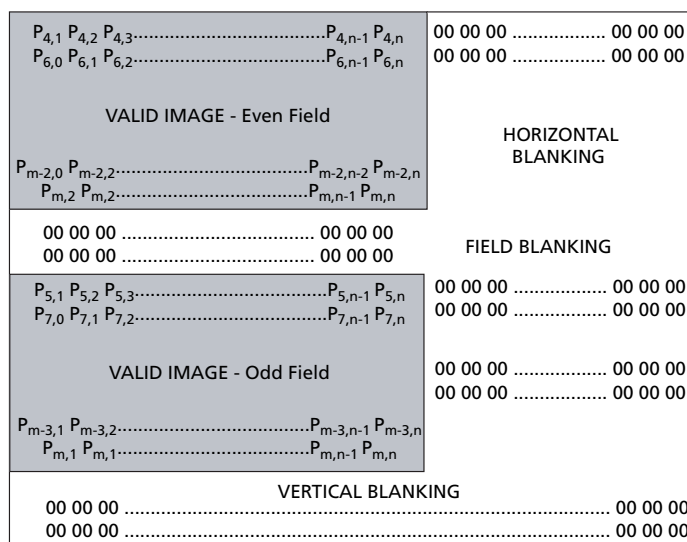 P4,1 P4,2 P4,3.....................................P4,n-1 P4,n 00 00 00 .................. 00 00 00
P6,0 P6,1 P6,2.....................................P6,n-1 P6,n 00 00 00 .................. 00 00 00
VALID IMAGE - Even Field
HORIZONTAL
BLANKING
Pm-2,0 Pm-2,2.....................................Pm-2,n-2 Pm-2,n
Pm,2 Pm,2.....................................Pm,n-1 Pm,n
00 00 00 ..................................... 00 00 00
00 00 00 ..................................... 00 00 00
FIELD BLANKING
P5,1 P5,2 P5,3.....................................P5,n-1 P5,n 00 00 00 .................. 00 00 00
P7,0 P7,1 P7,2.....................................P7,n-1 P7,n 00 00 00 .................. 00 00 00
VALID IMAGE - Odd Field
00 00 00 .................. 00 00 00
00 00 00 .................. 00 00 00
Pm-3,1 Pm-3,2.....................................Pm-3,n-1 Pm-3,n
Pm,1 Pm,1.....................................Pm,n-1 Pm,n
VERTICAL BLANKING
00 00 00 ............................................................................................... 00 00 00
00 00 00 ............................................................................................... 00 00 00